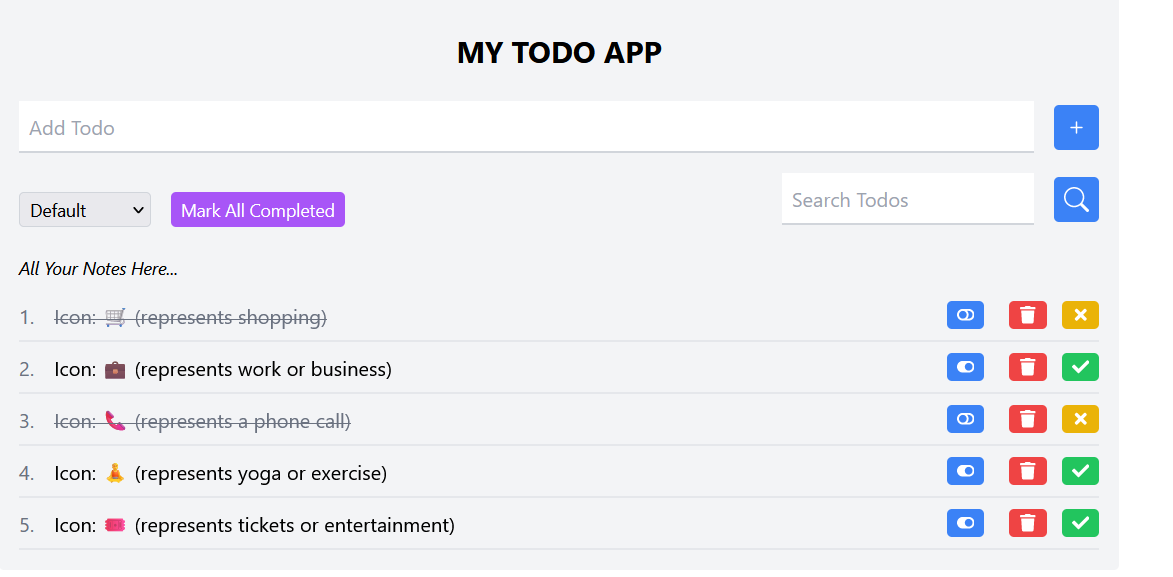 MY TODO APP
Add Todo
+
Default Mark All Completed Search Todos
All Your Notes Here...
1. Icon: 🛒 (represents shopping)
2. Icon: 💼 (represents work or business)
3. Icon: 📞 (represents a phone call)
4. Icon: 🧘 (represents yoga or exercise)
5. Icon: 🎟️ (represents tickets or entertainment)